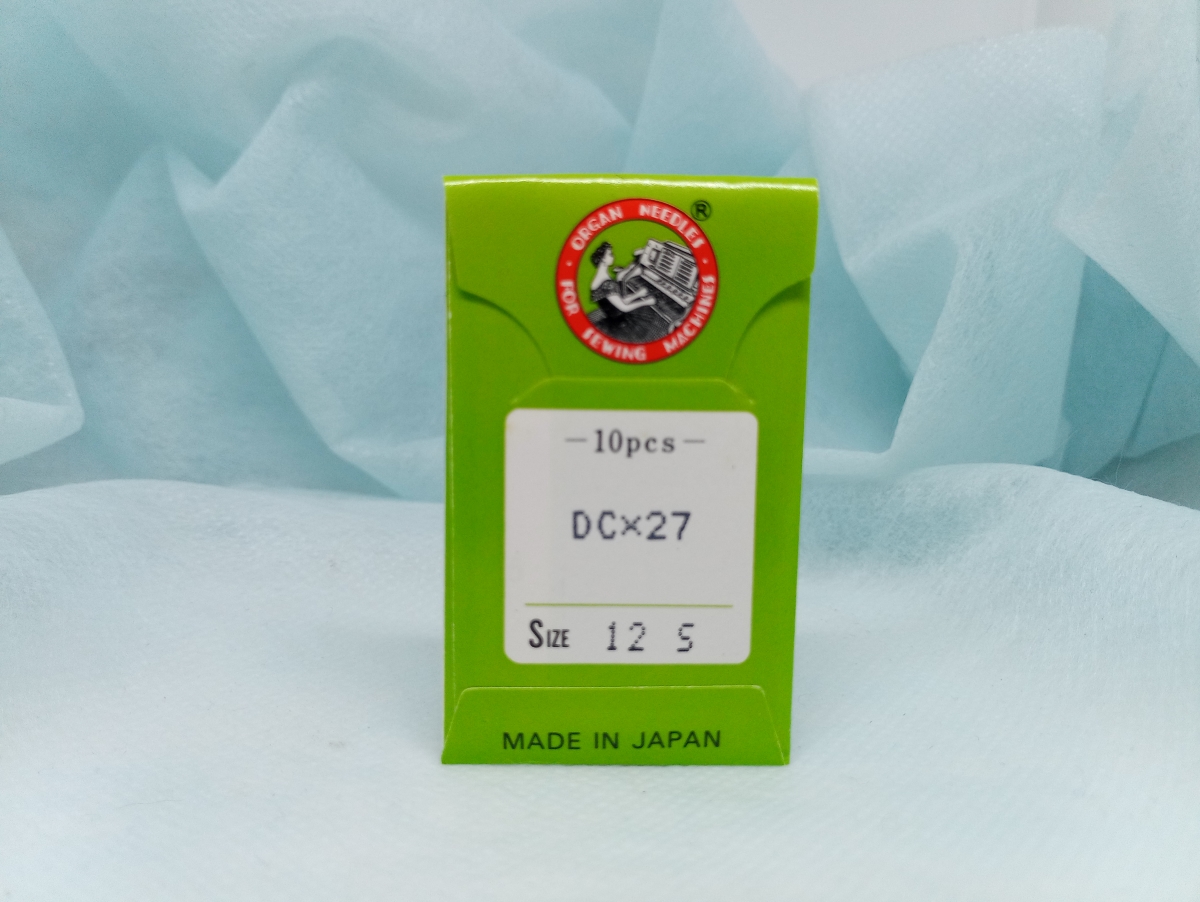 ORGAN NEEDLES
®
· FOR SEWING MACHINES ·
—10pcs—
DC×27
SIZE 12 S
MADE IN JAPAN